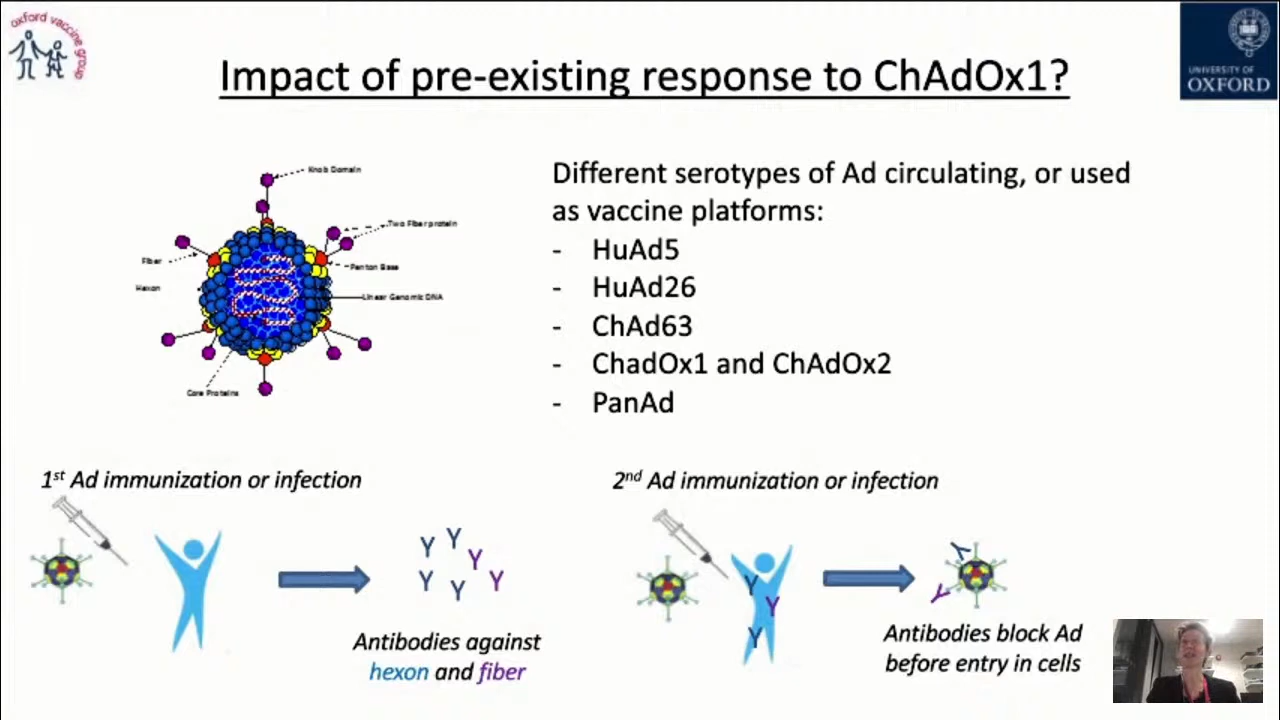 oxford vaccine group
UNIVERSITY OF
OXFORD
Impact of pre-existing response to ChAdOx1?
Knob Domain
Two Fiber protein
Fiber
Penton Base
Hexon
Linear Genomic DNA
Core Proteins
Different serotypes of Ad circulating, or used
as vaccine platforms:
- HuAd5
- HuAd26
- ChAd63
- ChadOx1 and ChAdOx2
- PanAd
1st Ad immunization or infection
Antibodies against
hexon and fiber
2nd Ad immunization or infection
Antibodies block Ad
before entry in cells